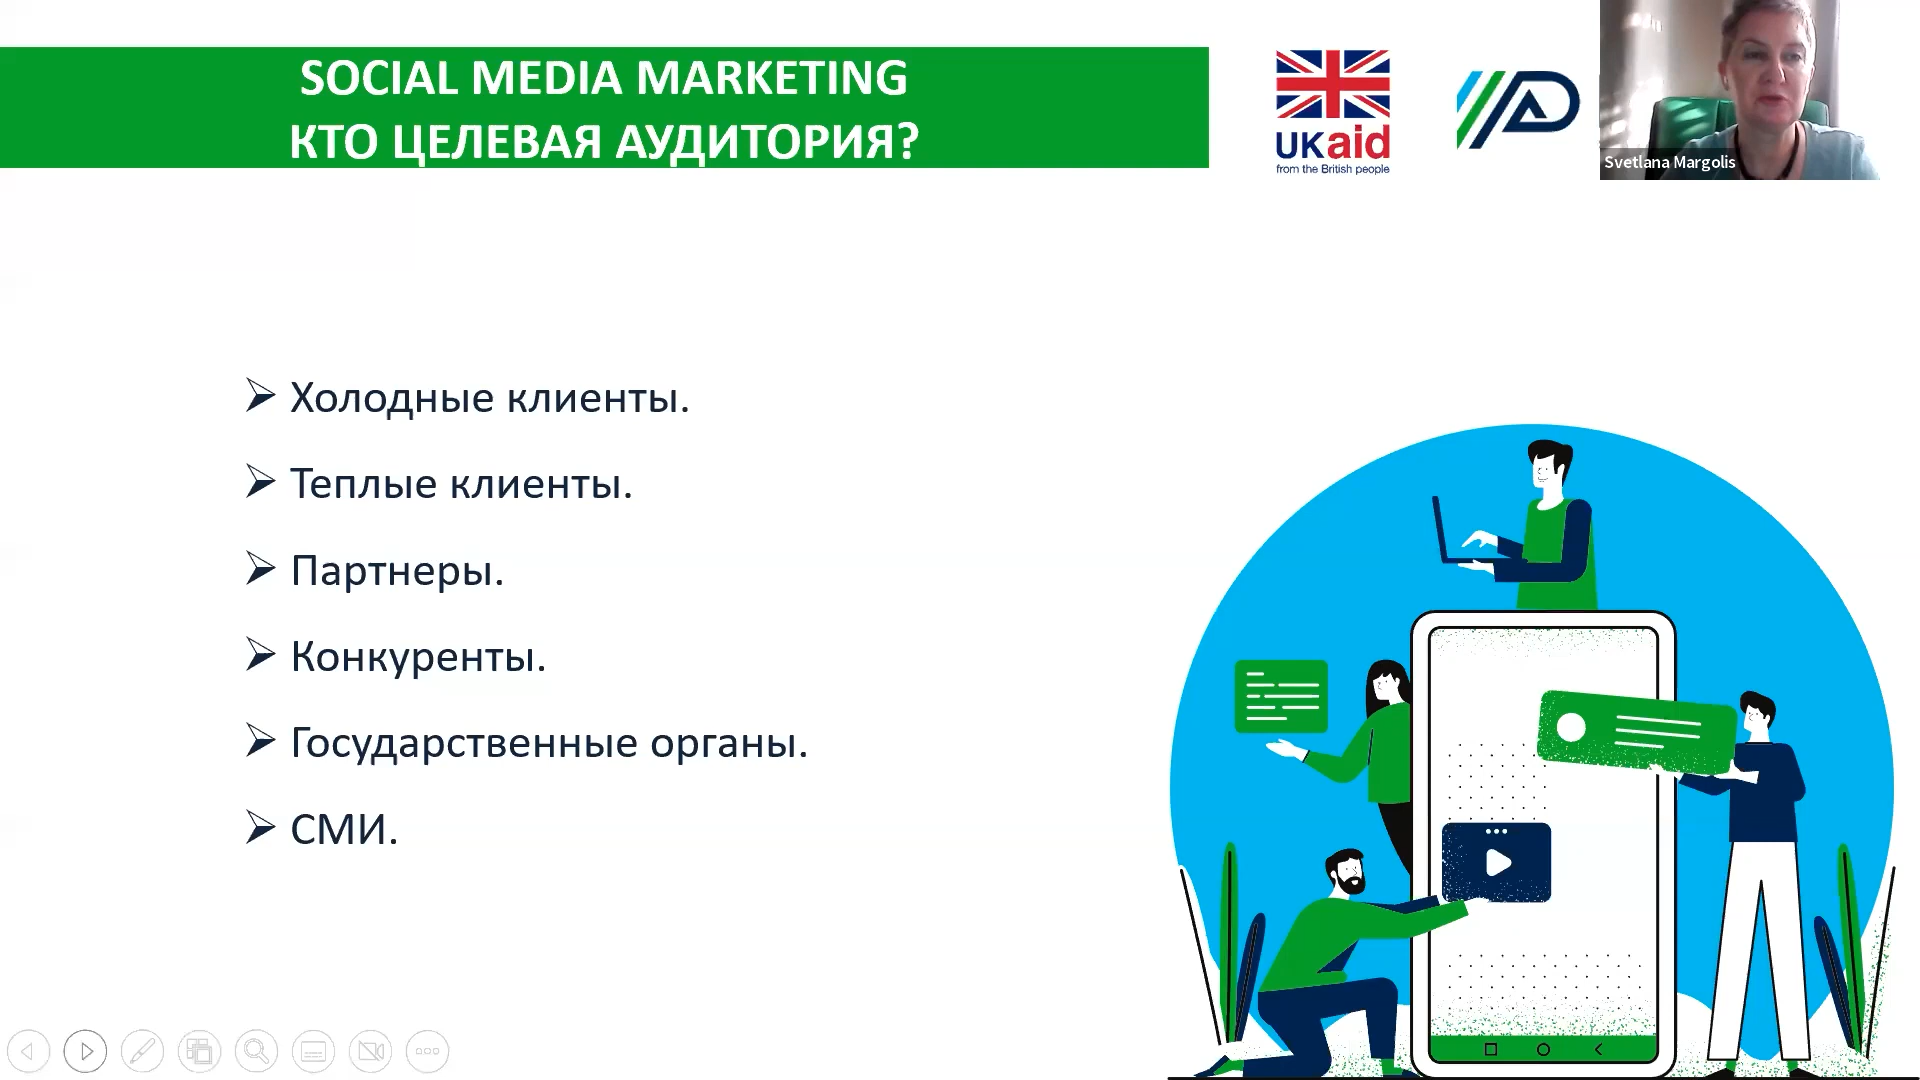 SOCIAL MEDIA MARKETING
КТО ЦЕЛЕВАЯ АУДИТОРИЯ?
UKaid
from the British people
Svetlana Margolis
Холодные клиенты.
Теплые клиенты.
Партнеры.
Конкуренты.
Государственные органы.
СМИ.